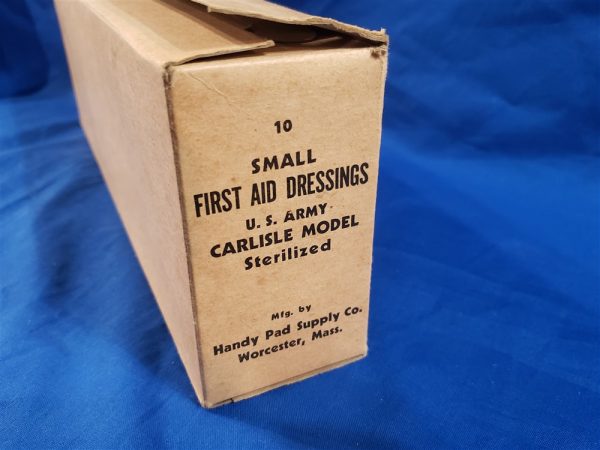 10
SMALL
FIRST AID DRESSINGS
U. S. ARMY
CARLISLE MODEL
Sterilized
Mfg. by
Handy Pad Supply Co.
Worcester, Mass.